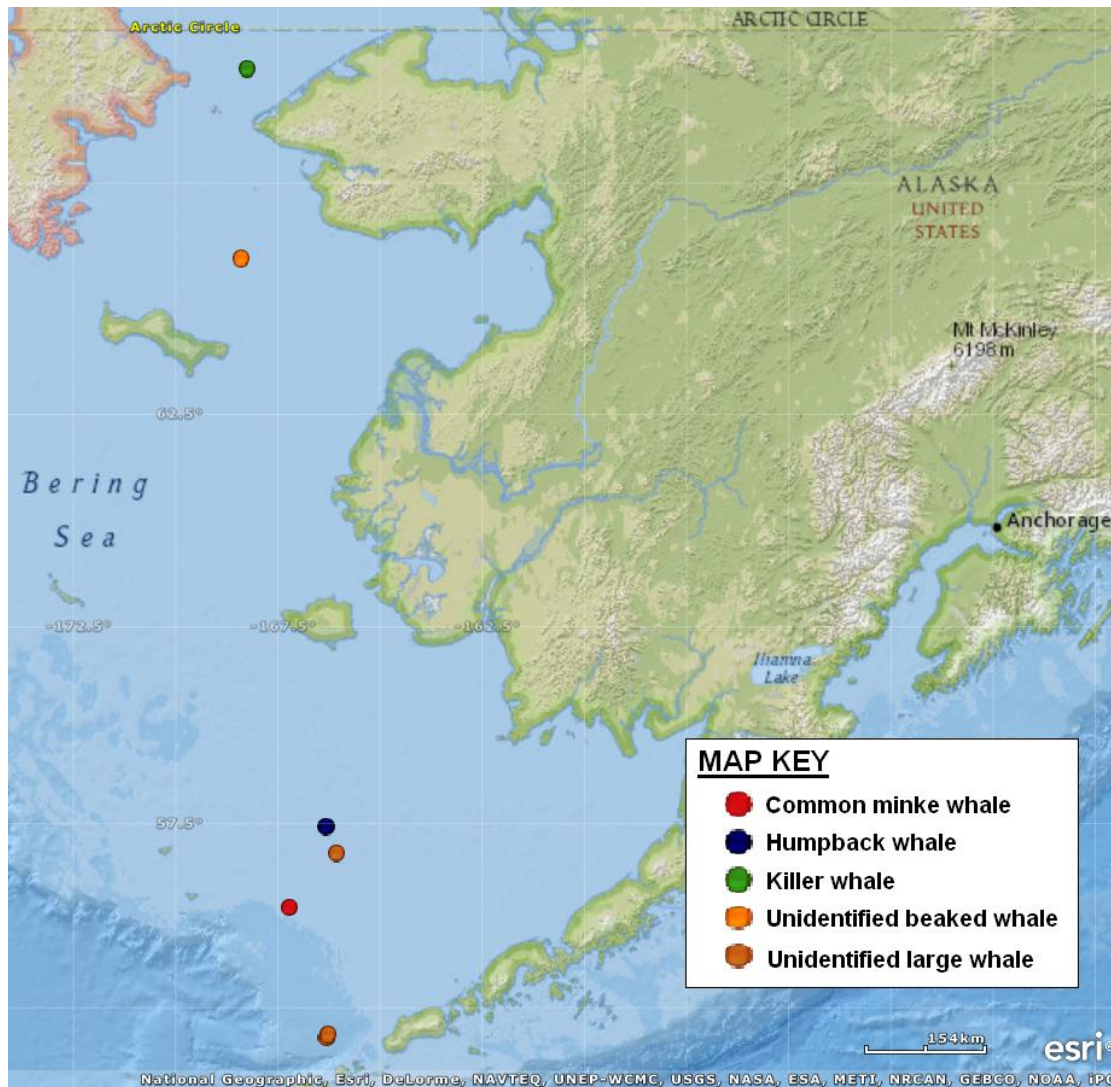 Arctic Circle
ARCTIC CIRCLE
ALASKA
UNITED
STATES
Mt McKinley
6198 m
62.5°
Bering
Sea
Anchorage
-172.5°
-167.5°
-162.5°
Iliamna
Lake
MAP KEY
57.5°
Common minke whale
Humpback whale
Killer whale
Unidentified beaked whale
Unidentified large whale
154km
esri
National Geographic, Esri, DeLorme, NAVTEQ, UNEP-WCMC, USGS, NASA, ESA, METI, NRCAN, GEBCO, NOAA, iP